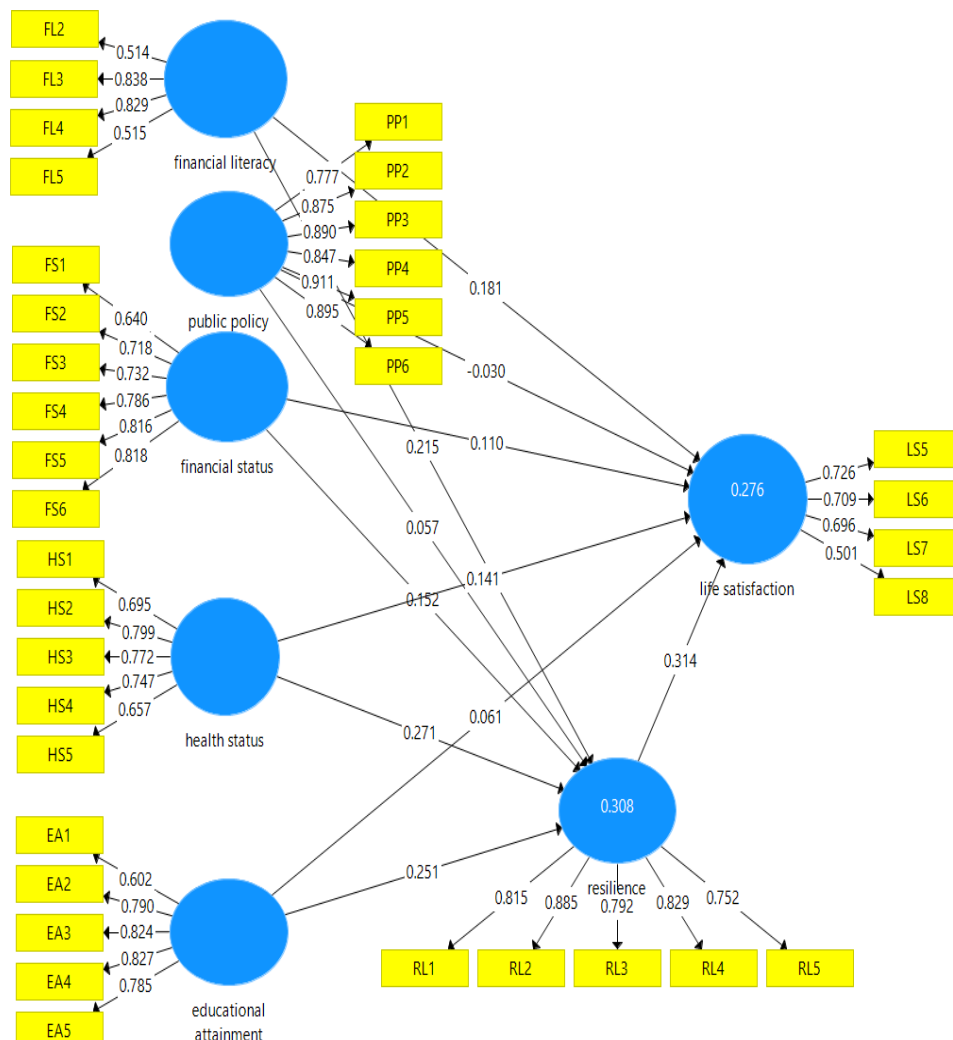 FL2
0.514
FL3
0.838
FL4
0.829
FL5
0.515
financial literacy
PP1
0.777
PP2
0.875
PP3
0.890
PP4
0.847
PP5
0.911
PP6
0.895
public policy
FS1
0.640
FS2
0.718
FS3
0.732
FS4
0.786
FS5
0.816
FS6
0.818
financial status
0.181
-0.030
0.110
0.215
0.057
0.141
0.152
HS1
0.695
HS2
0.799
HS3
0.772
HS4
0.747
HS5
0.657
health status
0.276
life satisfaction
LS5
0.726
LS6
0.709
LS7
0.696
LS8
0.501
0.314
0.061
0.271
0.251
EA1
0.602
EA2
0.790
EA3
0.824
EA4
0.827
EA5
0.785
educational
attainment
0.308
resilience
0.815
0.885
0.792
0.829
0.752
RL1
RL2
RL3
RL4
RL5